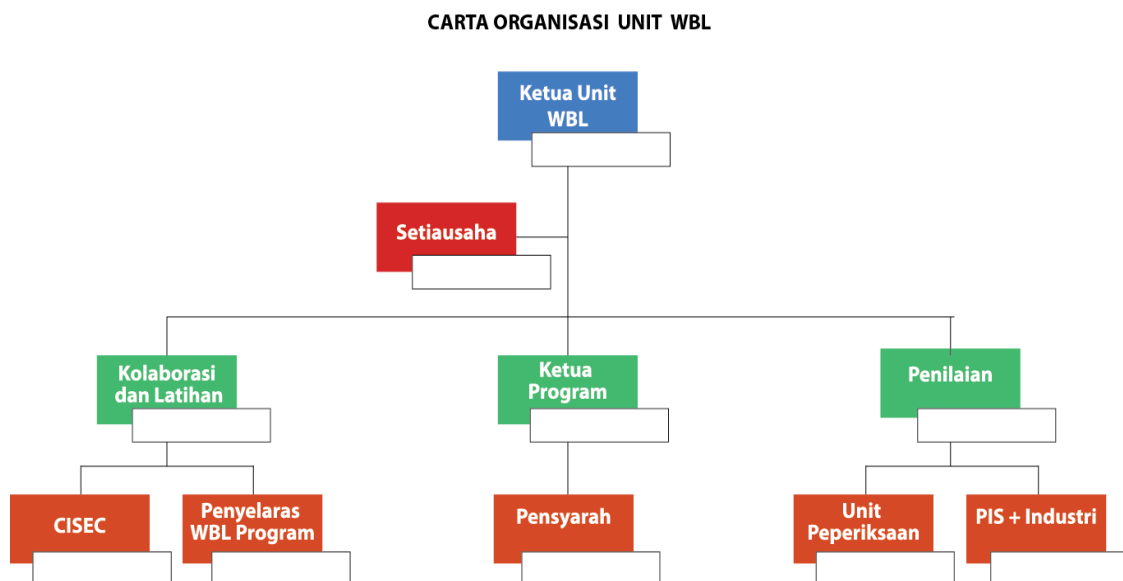 CARTA ORGANISASI UNIT WBL
Ketua Unit
WBL
Setiausaha
Kolaborasi
dan Latihan
Ketua
Program
Penilaian
CISEC
Penyelaras
WBL Program
Pensyarah
Unit
Peperiksaan
PIS + Industri